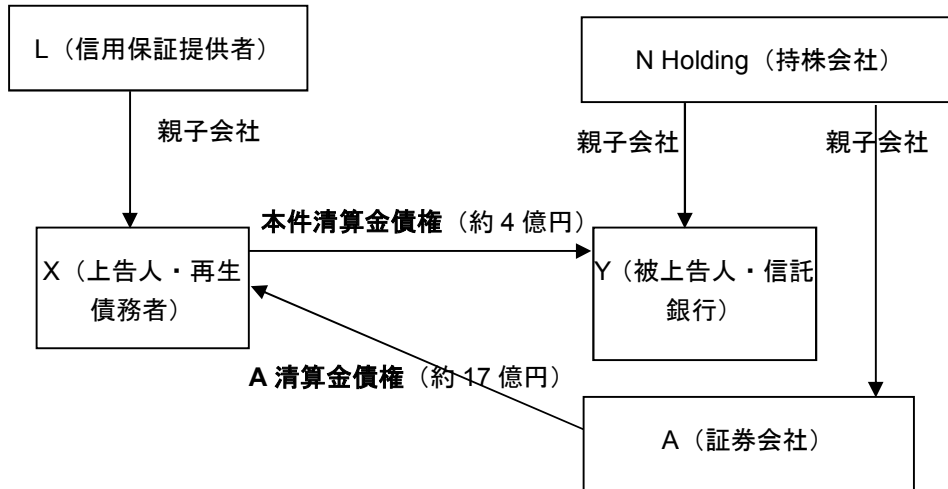 L（信用保証提供者）
N Holding（持株会社）
親子会社
親子会社
親子会社
本件清算金債権（約 4 億円）
X（上告人・再生
債務者）
Y（被上告人・信託
銀行）
A 清算金債権（約 17 億円）
A（証券会社）